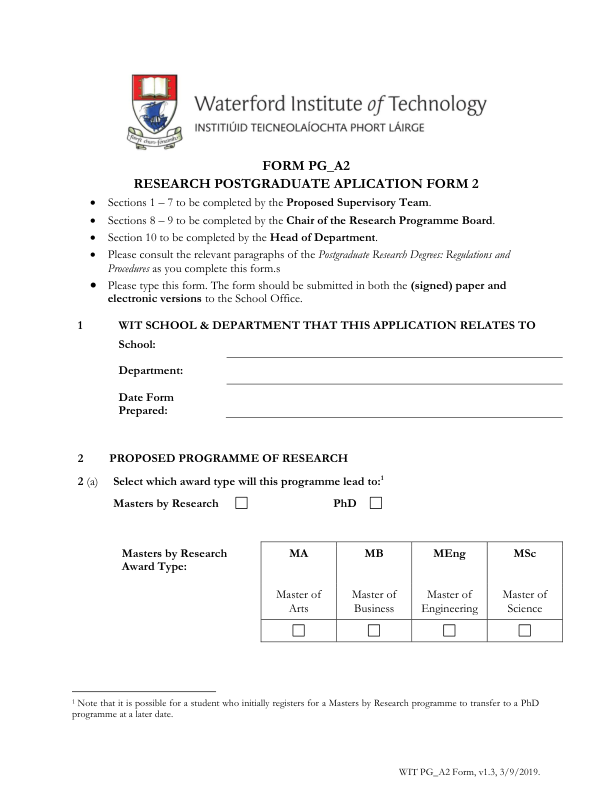 Waterford Institute of Technology
INSTITIÚID TEICNEOLAÍOCHTA PHORT LÁIRGE
FORM PG_A2
RESEARCH POSTGRADUATE APLICATION FORM 2
• Sections 1 – 7 to be completed by the Proposed Supervisory Team.
• Sections 8 – 9 to be completed by the Chair of the Research Programme Board.
• Section 10 to be completed by the Head of Department.
• Please consult the relevant paragraphs of the Postgraduate Research Degrees: Regulations and
Procedures as you complete this form.s
• Please type this form. The form should be submitted in both the (signed) paper and
electronic versions to the School Office.
1 WIT SCHOOL & DEPARTMENT THAT THIS APPLICATION RELATES TO
School:
Department:
Date Form
Prepared:
2 PROPOSED PROGRAMME OF RESEARCH
2 (a) Select which award type will this programme lead to:1
Masters by Research ☐ PhD ☐
Masters by Research MA MB MEng MSc
Award Type:
Master of Master of Master of Master of
Arts Business Engineering Science
☐ ☐ ☐ ☐
1 Note that it is possible for a student who initially registers for a Masters by Research programme to transfer to a PhD
programme at a later date.
WIT PG_A2 Form, v1.3, 3/9/2019.